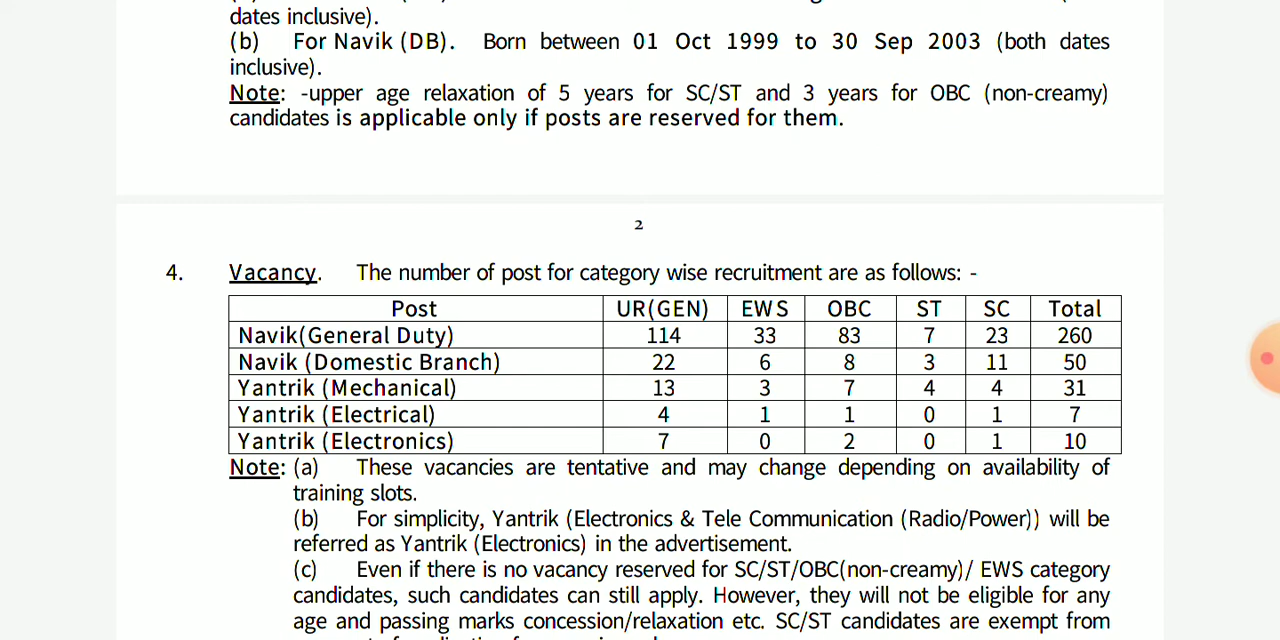 dates inclusive).
(b) For Navik (DB). Born between 01 Oct 1999 to 30 Sep 2003 (both dates
inclusive).
Note: -upper age relaxation of 5 years for SC/ST and 3 years for OBC (non-creamy)
candidates is applicable only if posts are reserved for them.
2
4. Vacancy. The number of post for category wise recruitment are as follows: -
Post UR(GEN) EWS OBC ST SC Total
Navik(General Duty) 114 33 83 7 23 260
Navik (Domestic Branch) 22 6 8 3 11 50
Yantrik (Mechanical) 13 3 7 4 4 31
Yantrik (Electrical) 4 1 1 0 1 7
Yantrik (Electronics) 7 0 2 0 1 10
Note: (a) These vacancies are tentative and may change depending on availability of
training slots.
(b) For simplicity, Yantrik (Electronics & Tele Communication (Radio/Power)) will be
referred as Yantrik (Electronics) in the advertisement.
(c) Even if there is no vacancy reserved for SC/ST/OBC(non-creamy)/ EWS category
candidates, such candidates can still apply. However, they will not be eligible for any
age and passing marks concession/relaxation etc. SC/ST candidates are exempt from